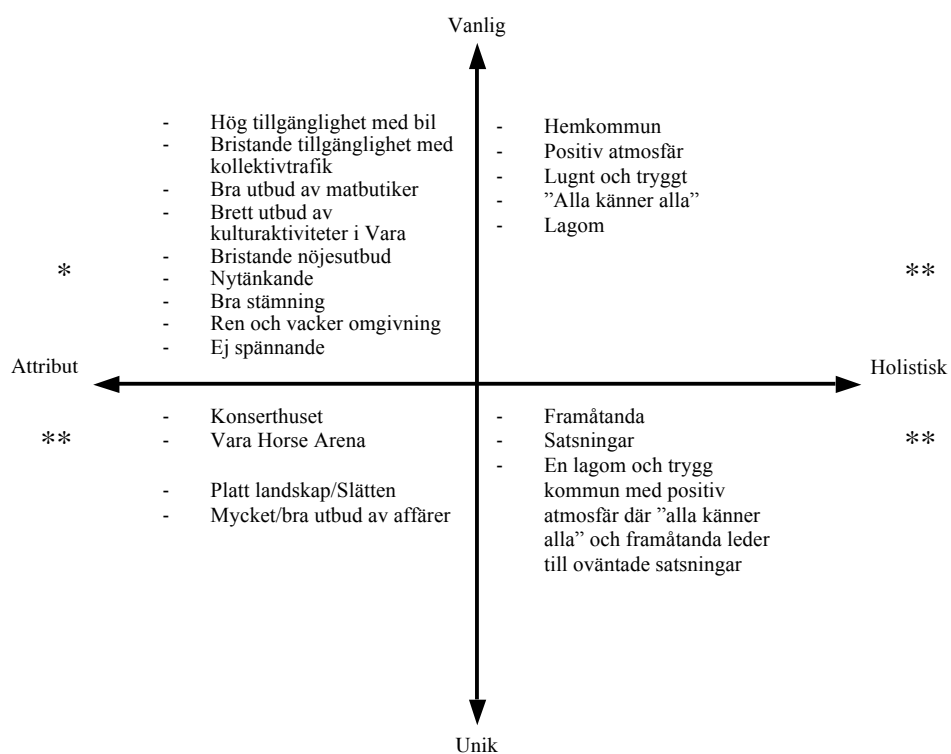 Vanlig
- Hög tillgänglighet med bil
- Bristande tillgänglighet med
kollektivtrafik
- Bra utbud av matbutiker
- Brett utbud av
kulturaktiviteter i Vara
- Bristande nöjesutbud
- Nytänkande
- Bra stämning
- Ren och vacker omgivning
- Ej spännande
*
- Hemkommun
- Positiv atmosfär
- Lugnt och tryggt
- ”Alla känner alla”
- Lagom
**
Attribut
Holistisk
**
- Konserthuset
- Vara Horse Arena
- Platt landskap/Slätten
- Mycket/bra utbud av affärer
- Framåtanda
- Satsningar
- En lagom och trygg
kommun med positiv
atmosfär där ”alla känner
alla” och framåtanda leder
till oväntade satsningar
**
Unik